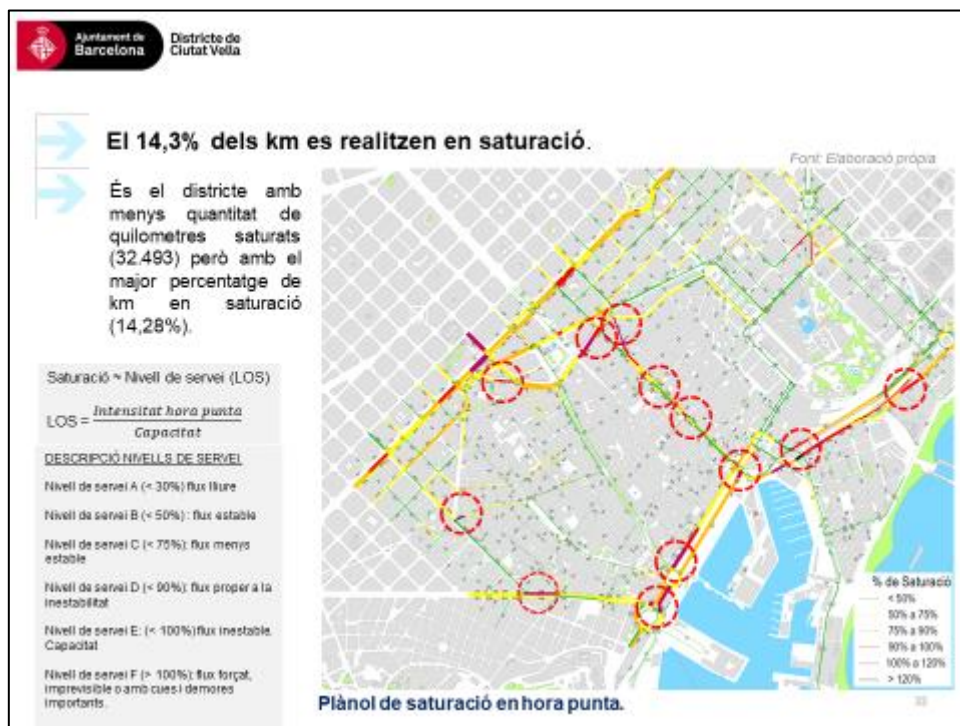 Ajuntament de
Barcelona
Districte de
Ciutat Vella
El 14,3% dels km es realitzen en saturació.
Font: Elaboració pròpia
És el districte amb
menys quantitat de
quilometres saturats
(32.493) però amb el
major percentatge de
km en saturació
(14,28%).
Saturació ≈ Nivell de servei (LOS)
LOS = Intensitat hora punta
Capacitat
DESCRIPCIÓ NIVELLS DE SERVEI
Nivell de servei A (< 30%) flux lliure
Nivell de servei B (< 50%) : flux estable
Nivell de servei C (< 75%): flux menys
estable
Nivell de servei D (< 90%): flux proper a la
inestabilitat
Nivell de servei E: (< 100%) flux inestable.
Capacitat
Nivell de servei F (> 100%): flux forçat,
imprevisible o amb cues i demores
importants.
% de Saturació
< 50%
50% a 75%
75% a 90%
90% a 100%
100% a 120%
> 120%
Plànol de saturació en hora punta.